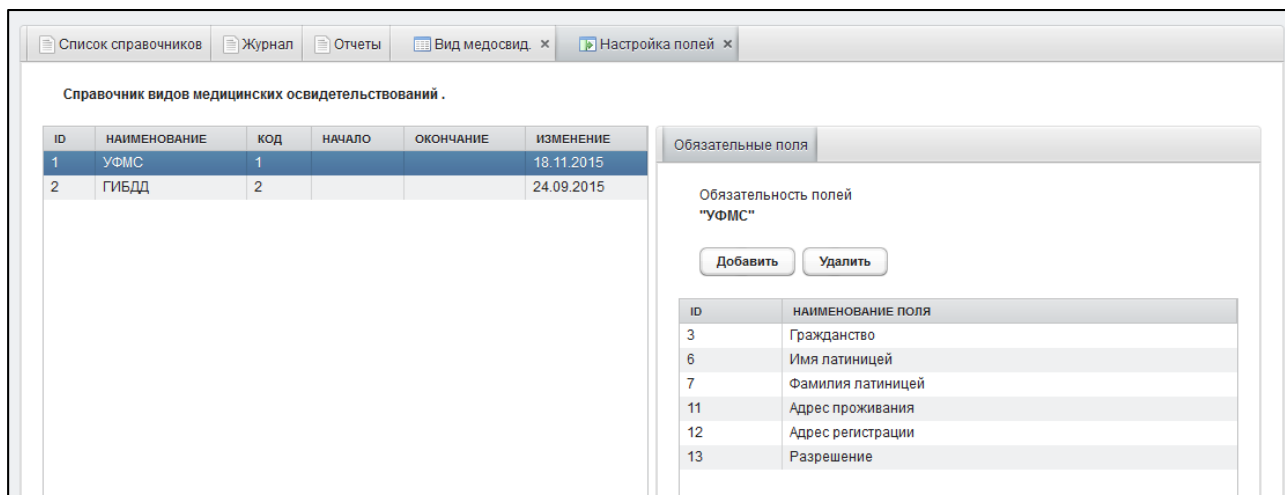 Список справочников Журнал Отчеты Вид медосвид. × Настройка полей ×
Справочник видов медицинских освидетельствований .
ID НАИМЕНОВАНИЕ КОД НАЧАЛО ОКОНЧАНИЕ ИЗМЕНЕНИЕ
1 УФМС 1 18.11.2015
2 ГИБДД 2 24.09.2015
Обязательные поля
Обязательность полей
"УФМС"
Добавить Удалить
ID НАИМЕНОВАНИЕ ПОЛЯ
3 Гражданство
6 Имя латиницей
7 Фамилия латиницей
11 Адрес проживания
12 Адрес регистрации
13 Разрешение